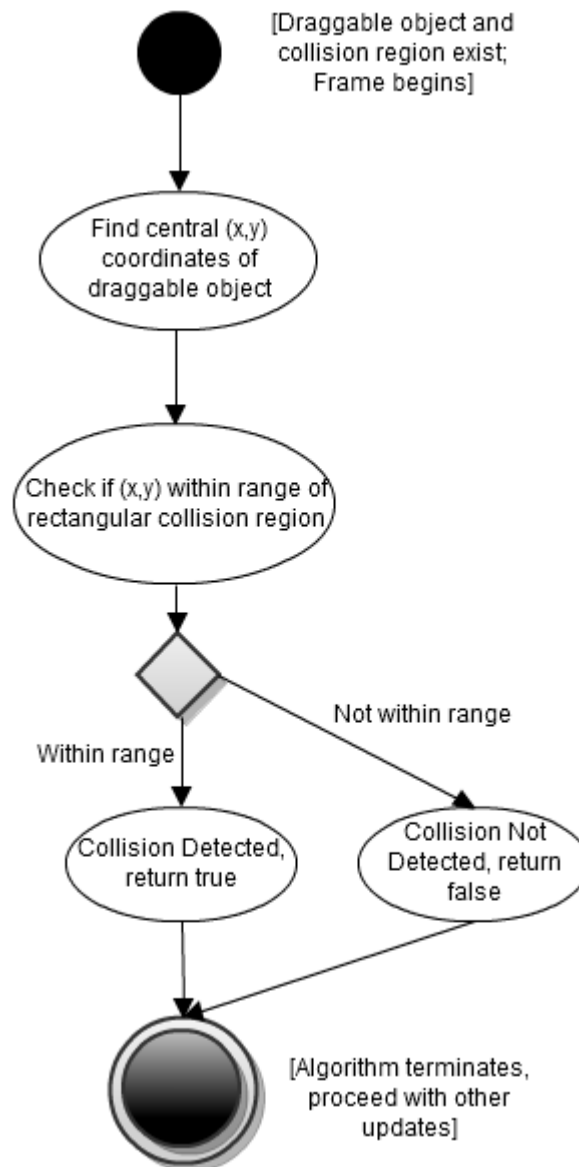 [Draggable object and
collision region exist;
Frame begins]
Find central (x,y)
coordinates of
draggable object
Check if (x,y) within range of
rectangular collision region
Not within range
Within range
Collision Detected,
return true
Collision Not
Detected, return
false
[Algorithm terminates,
proceed with other
updates]